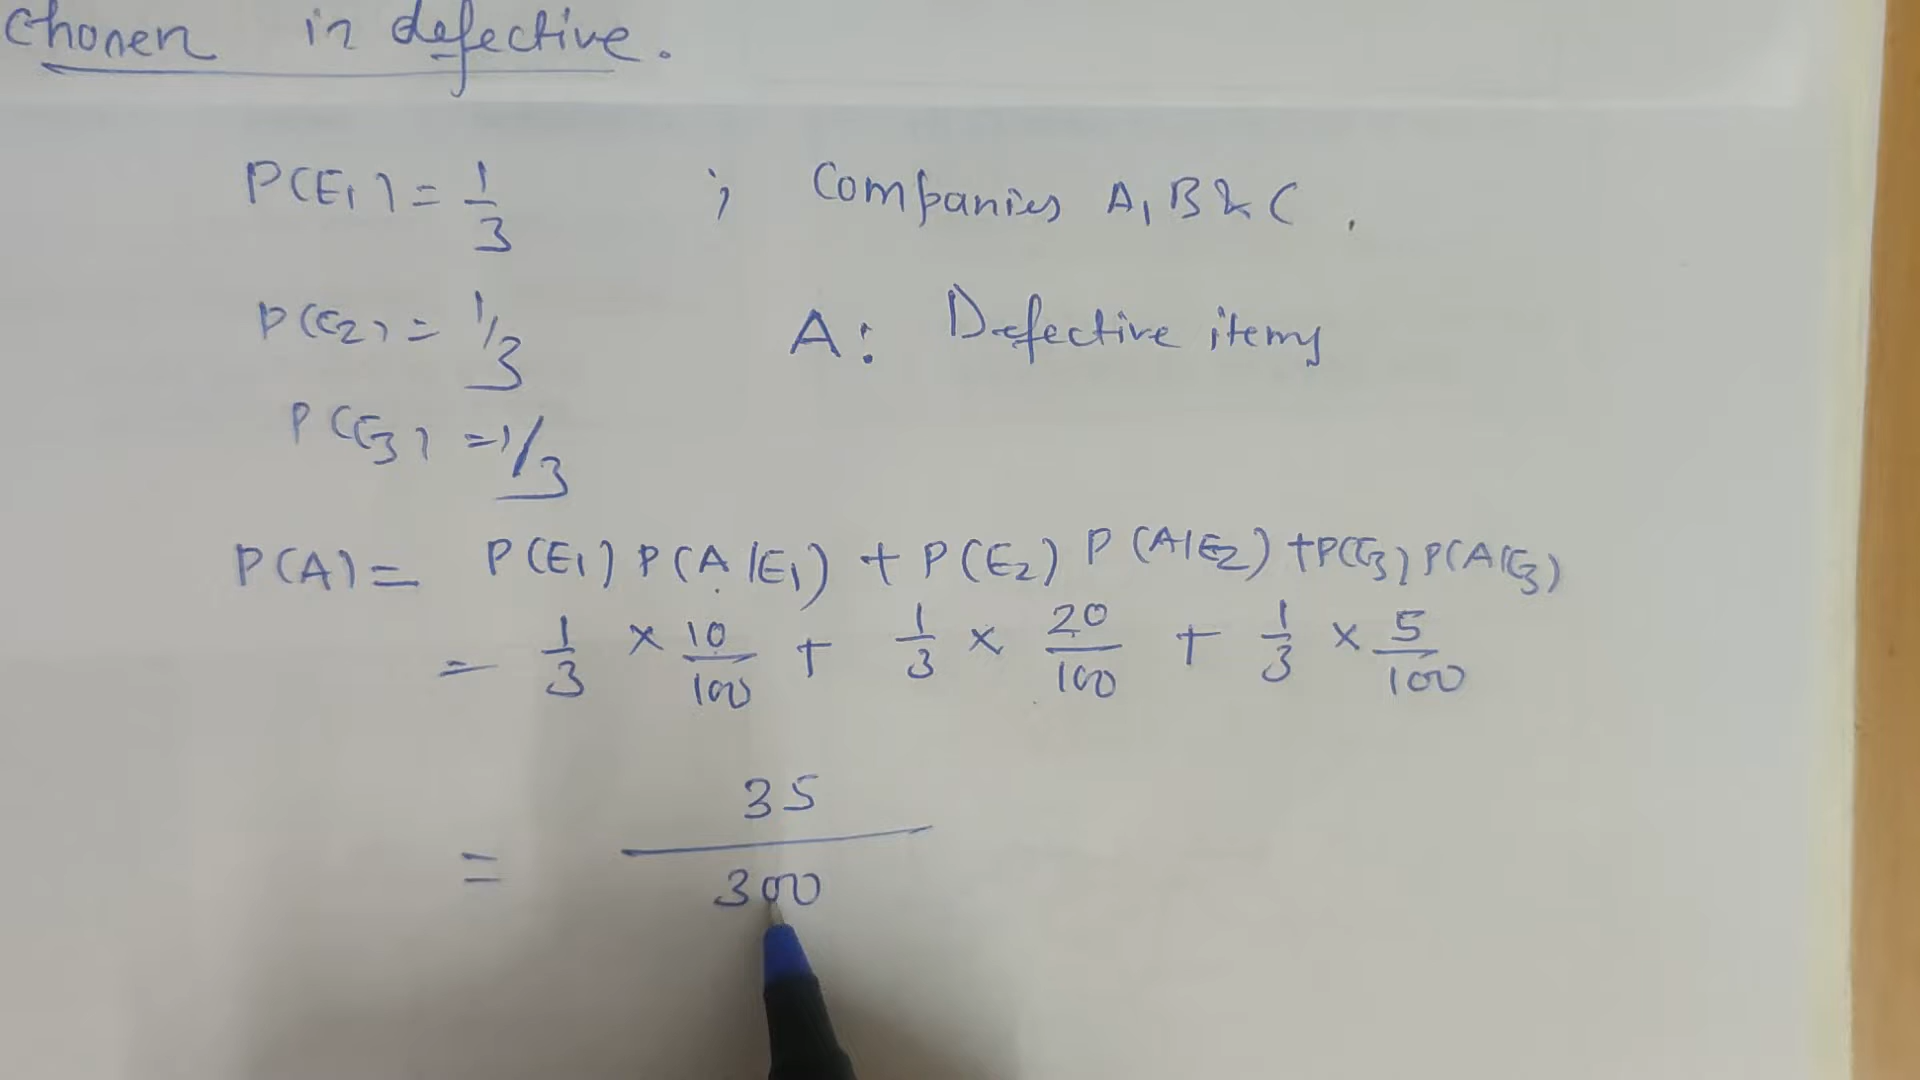 chosen is defective.
P(E1) = 1/3 ; Companies A, B & C .
P(E2) = 1/3 A : Defective items
P(E3) = 1/3
P(A) = P(E1) P(A|E1) + P(E2) P(A|E2) + P(E3) P(A|E3)
= 1/3 × 10/100 + 1/3 × 20/100 + 1/3 × 5/100
= 35/300